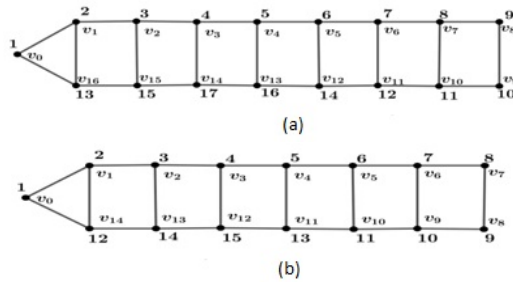 2 3 4 5 6 7 8 9
1 v₀ v₁ v₂ v₃ v₄ v₅ v₆ v₇ v₈
v₁₆ v₁₅ v₁₄ v₁₃ v₁₂ v₁₁ v₁₀
13 15 17 16 14 12 11 10
(a)
2 3 4 5 6 7 8
1 v₀ v₁ v₂ v₃ v₄ v₅ v₆ v₇
v₁₄ v₁₃ v₁₂ v₁₁ v₁₀ v₉ v₈
12 14 15 13 11 10 9
(b)